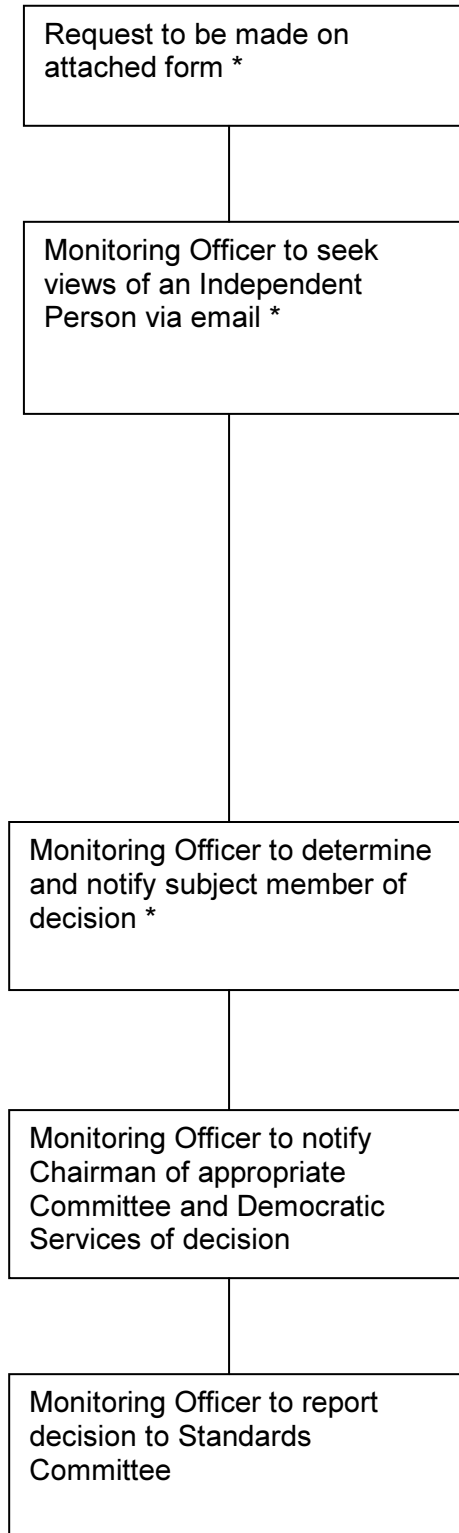 Request to be made on
attached form *
Monitoring Officer to seek
views of an Independent
Person via email *
Monitoring Officer to determine
and notify subject member of
decision *
Monitoring Officer to notify
Chairman of appropriate
Committee and Democratic
Services of decision
Monitoring Officer to report
decision to Standards
Committee